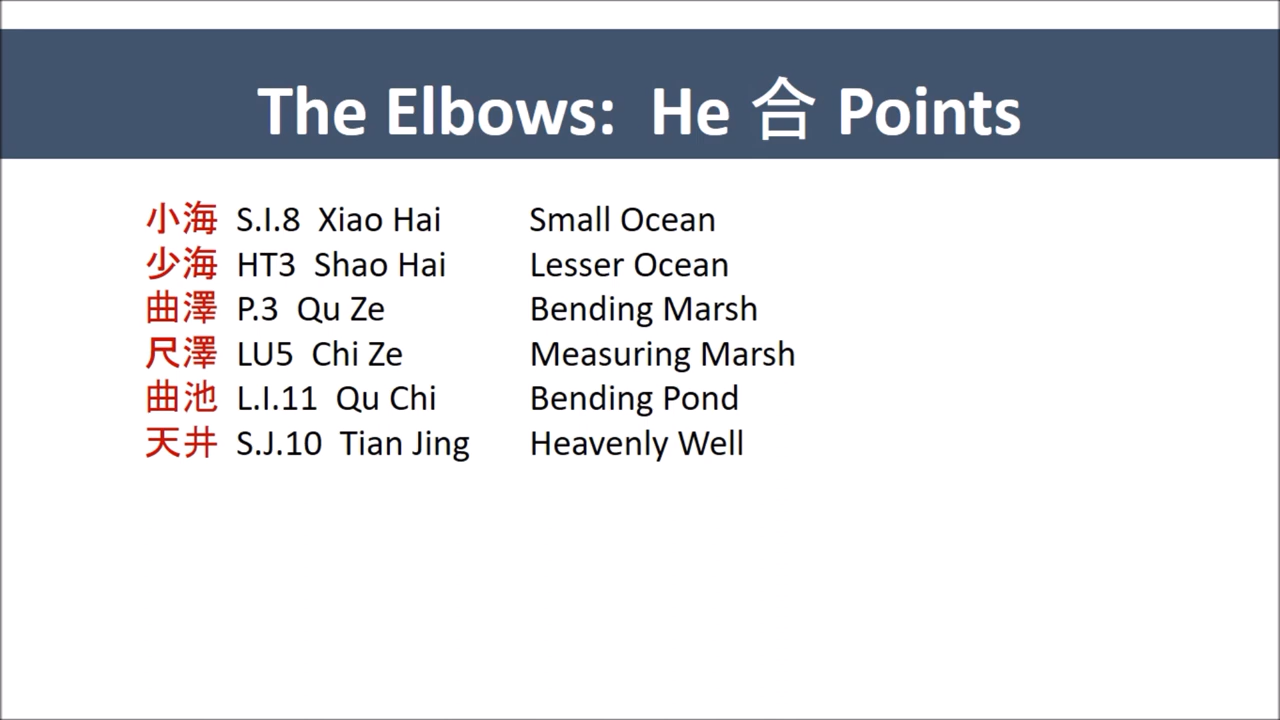 The Elbows: He 合 Points
小海 S.I.8 Xiao Hai Small Ocean
少海 HT3 Shao Hai Lesser Ocean
曲澤 P.3 Qu Ze Bending Marsh
尺澤 LU5 Chi Ze Measuring Marsh
曲池 L.I.11 Qu Chi Bending Pond
天井 S.J.10 Tian Jing Heavenly Well